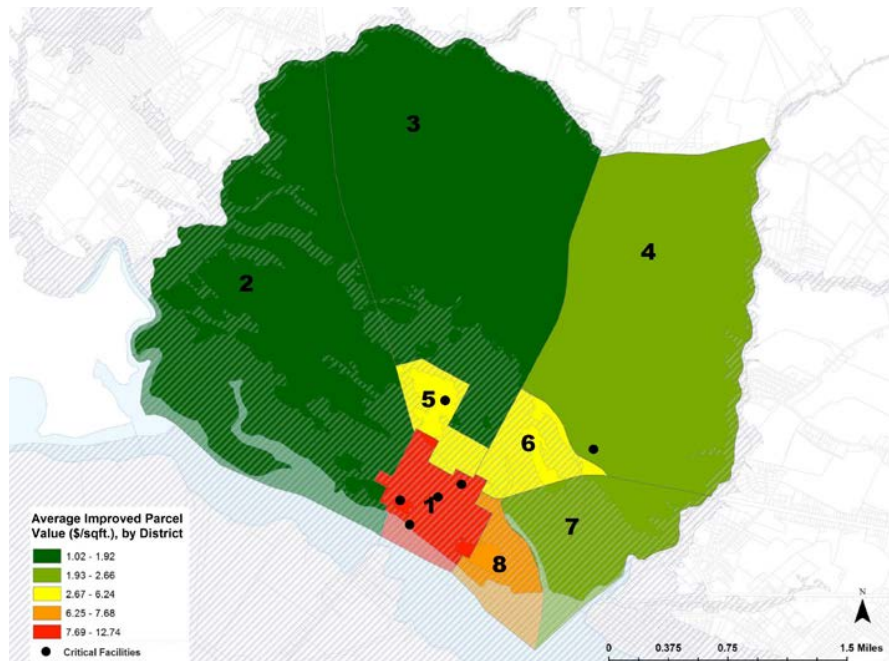 3
4
2
5
6
1
7
8
Average Improved Parcel
Value ($/sqft.), by District
1.02 - 1.92
1.93 - 2.66
2.67 - 6.24
6.25 - 7.68
7.69 - 12.74
Critical Facilities
N
0 0.375 0.75 1.5 Miles